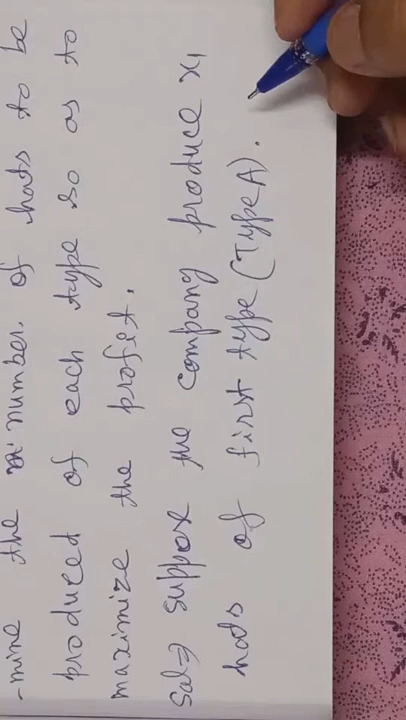 -mine the number of hats to be
produced of each type so as to
maximize the profit.
Sol⇒ suppox the company produce x₁
hats of first type (Type A).